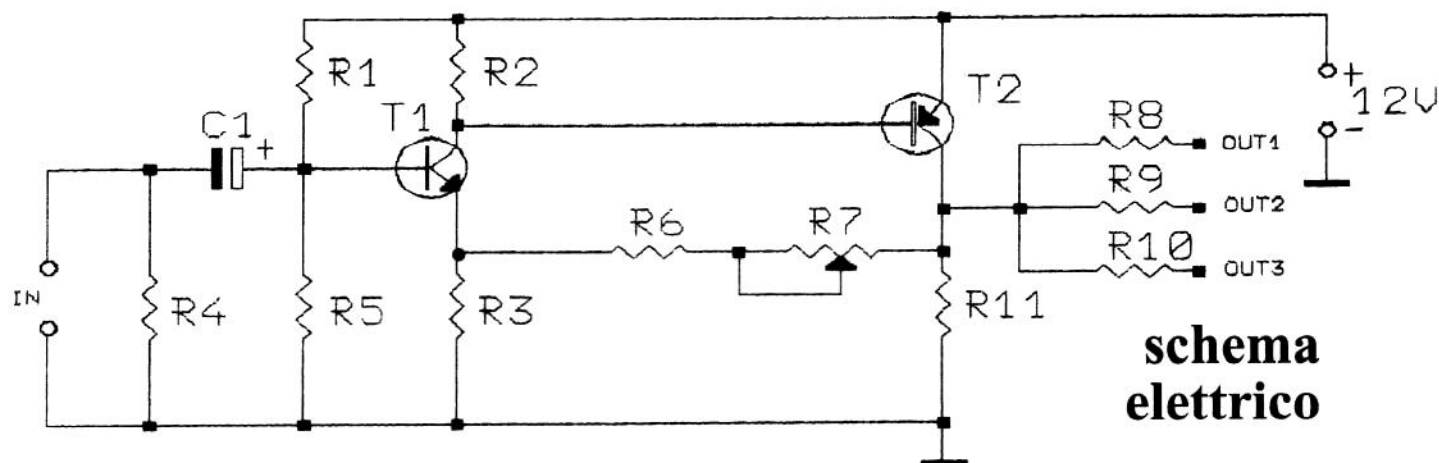 R1
R2
T1
T2
C1
+
+
12V
-
R8
OUT1
R9
OUT2
R10
OUT3
R6
R7
IN
R4
R5
R3
R11
schema
elettrico